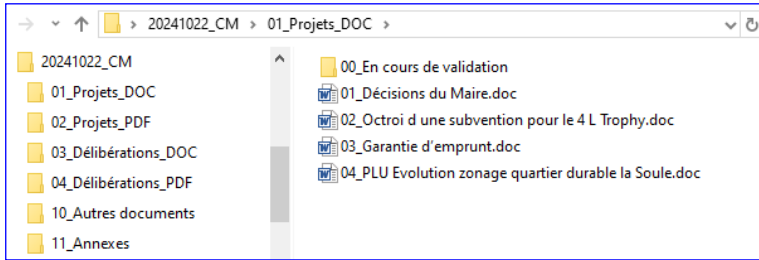 20241022_CM > 01_Projets_DOC >
20241022_CM
01_Projets_DOC
02_Projets_PDF
03_Délibérations_DOC
04_Délibérations_PDF
10_Autres documents
11_Annexes
00_En cours de validation
01_Décisions du Maire.doc
02_Octroi d une subvention pour le 4 L Trophy.doc
03_Garantie d'emprunt.doc
04_PLU Evolution zonage quartier durable la Soule.doc